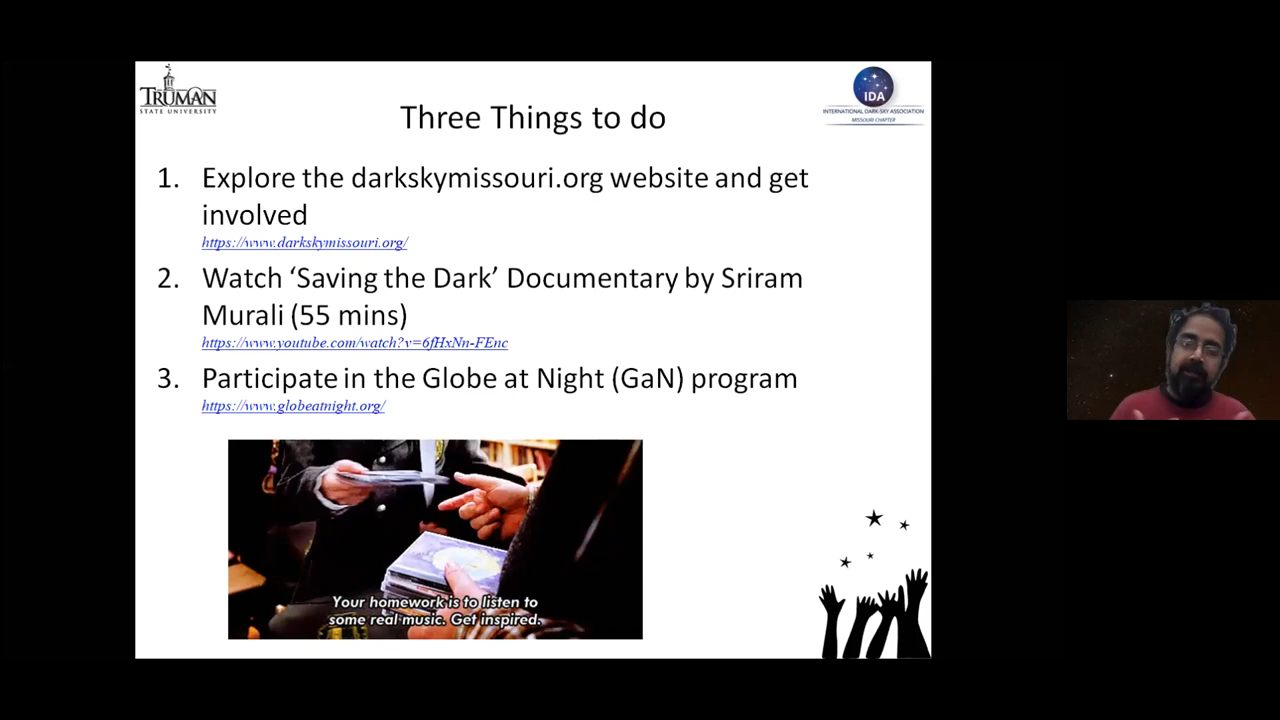 TRUMAN
STATE UNIVERSITY
IDA
INTERNATIONAL DARK-SKY ASSOCIATION
MISSOURI CHAPTER
Three Things to do
1. Explore the darkskymissouri.org website and get
involved
https://www.darkskymissouri.org/
2. Watch ‘Saving the Dark’ Documentary by Sriram
Murali (55 mins)
https://www.youtube.com/watch?v=6fHxNn-FEnc
3. Participate in the Globe at Night (GaN) program
https://www.globeatnight.org/
Your homework is to listen to
some real music. Get inspired.